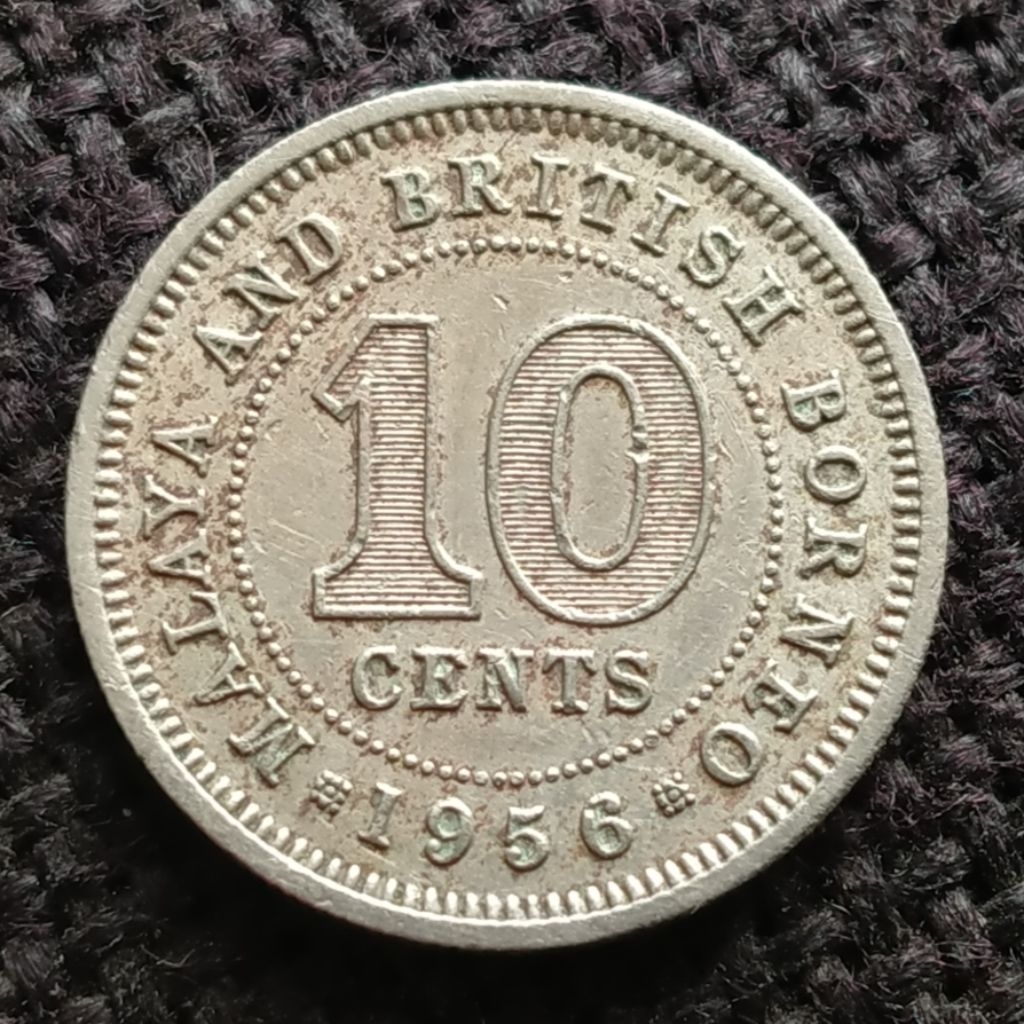 MALAYA AND BRITISH BORNEO
10
CENTS
1956